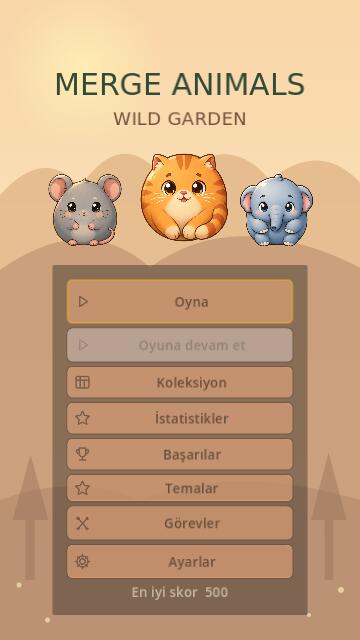 MERGE ANIMALS
WILD GARDEN
Oyna
Oyuna devam et
Koleksiyon
İstatistikler
Başarılar
Temalar
Görevler
Ayarlar
En iyi skor 500